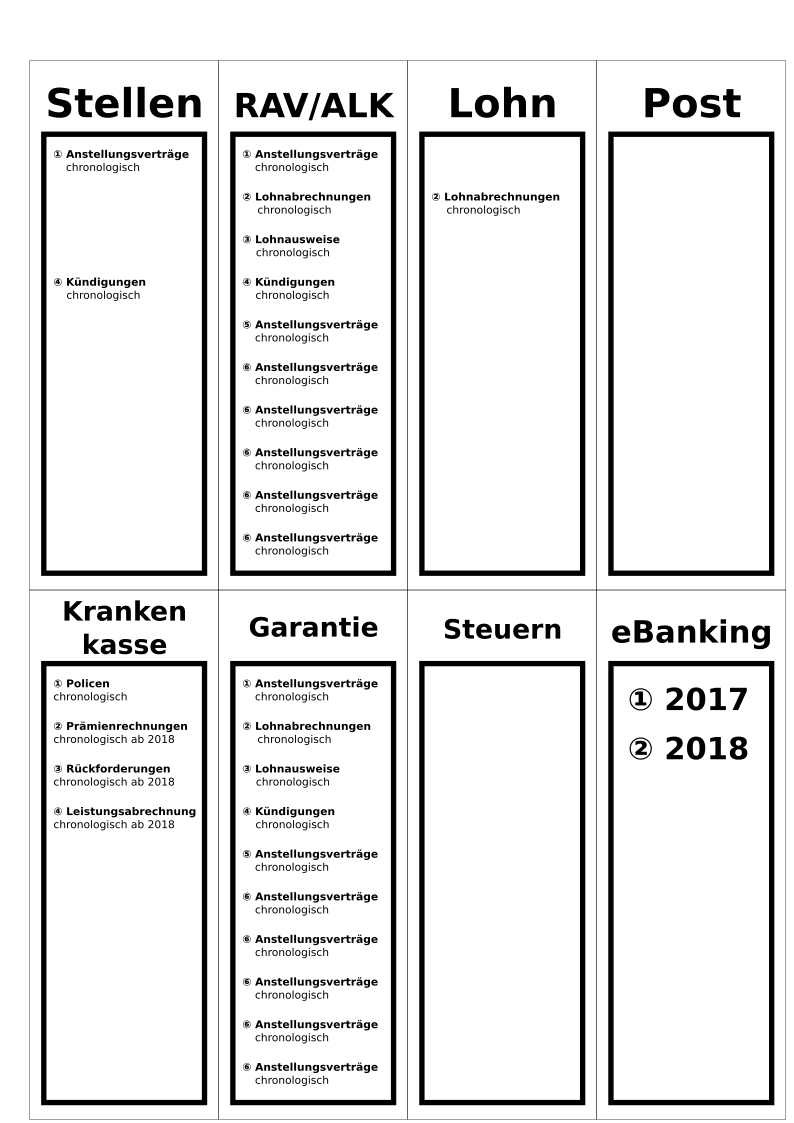 Stellen
① Anstellungsverträge
chronologisch
④ Kündigungen
chronologisch
RAV/ALK
① Anstellungsverträge
chronologisch
② Lohnabrechnungen
chronologisch
③ Lohnausweise
chronologisch
④ Kündigungen
chronologisch
⑤ Anstellungsverträge
chronologisch
⑥ Anstellungsverträge
chronologisch
⑥ Anstellungsverträge
chronologisch
⑥ Anstellungsverträge
chronologisch
⑥ Anstellungsverträge
chronologisch
⑥ Anstellungsverträge
chronologisch
Lohn
② Lohnabrechnungen
chronologisch
Post
Kranken
kasse
① Policen
chronologisch
② Prämienrechnungen
chronologisch ab 2018
③ Rückforderungen
chronologisch ab 2018
④ Leistungsabrechnung
chronologisch ab 2018
Garantie
① Anstellungsverträge
chronologisch
② Lohnabrechnungen
chronologisch
③ Lohnausweise
chronologisch
④ Kündigungen
chronologisch
⑤ Anstellungsverträge
chronologisch
⑥ Anstellungsverträge
chronologisch
⑥ Anstellungsverträge
chronologisch
⑥ Anstellungsverträge
chronologisch
⑥ Anstellungsverträge
chronologisch
⑥ Anstellungsverträge
chronologisch
Steuern
eBanking
① 2017
② 2018